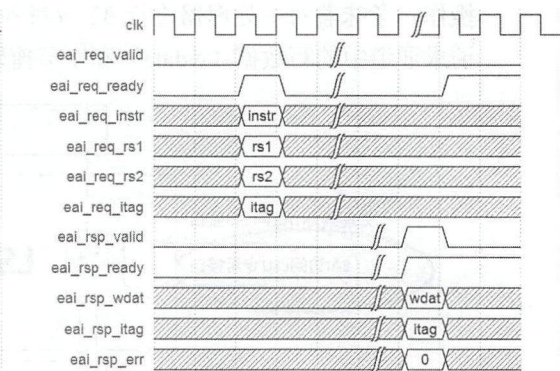 clk
eai_req_valid
eai_req_ready
eai_req_instr instr
eai_req_rs1 rs1
eai_req_rs2 rs2
eai_req_itag itag
eai_rsp_valid
eai_rsp_ready
eai_rsp_wdat wdat
eai_rsp_itag itag
eai_rsp_err 0